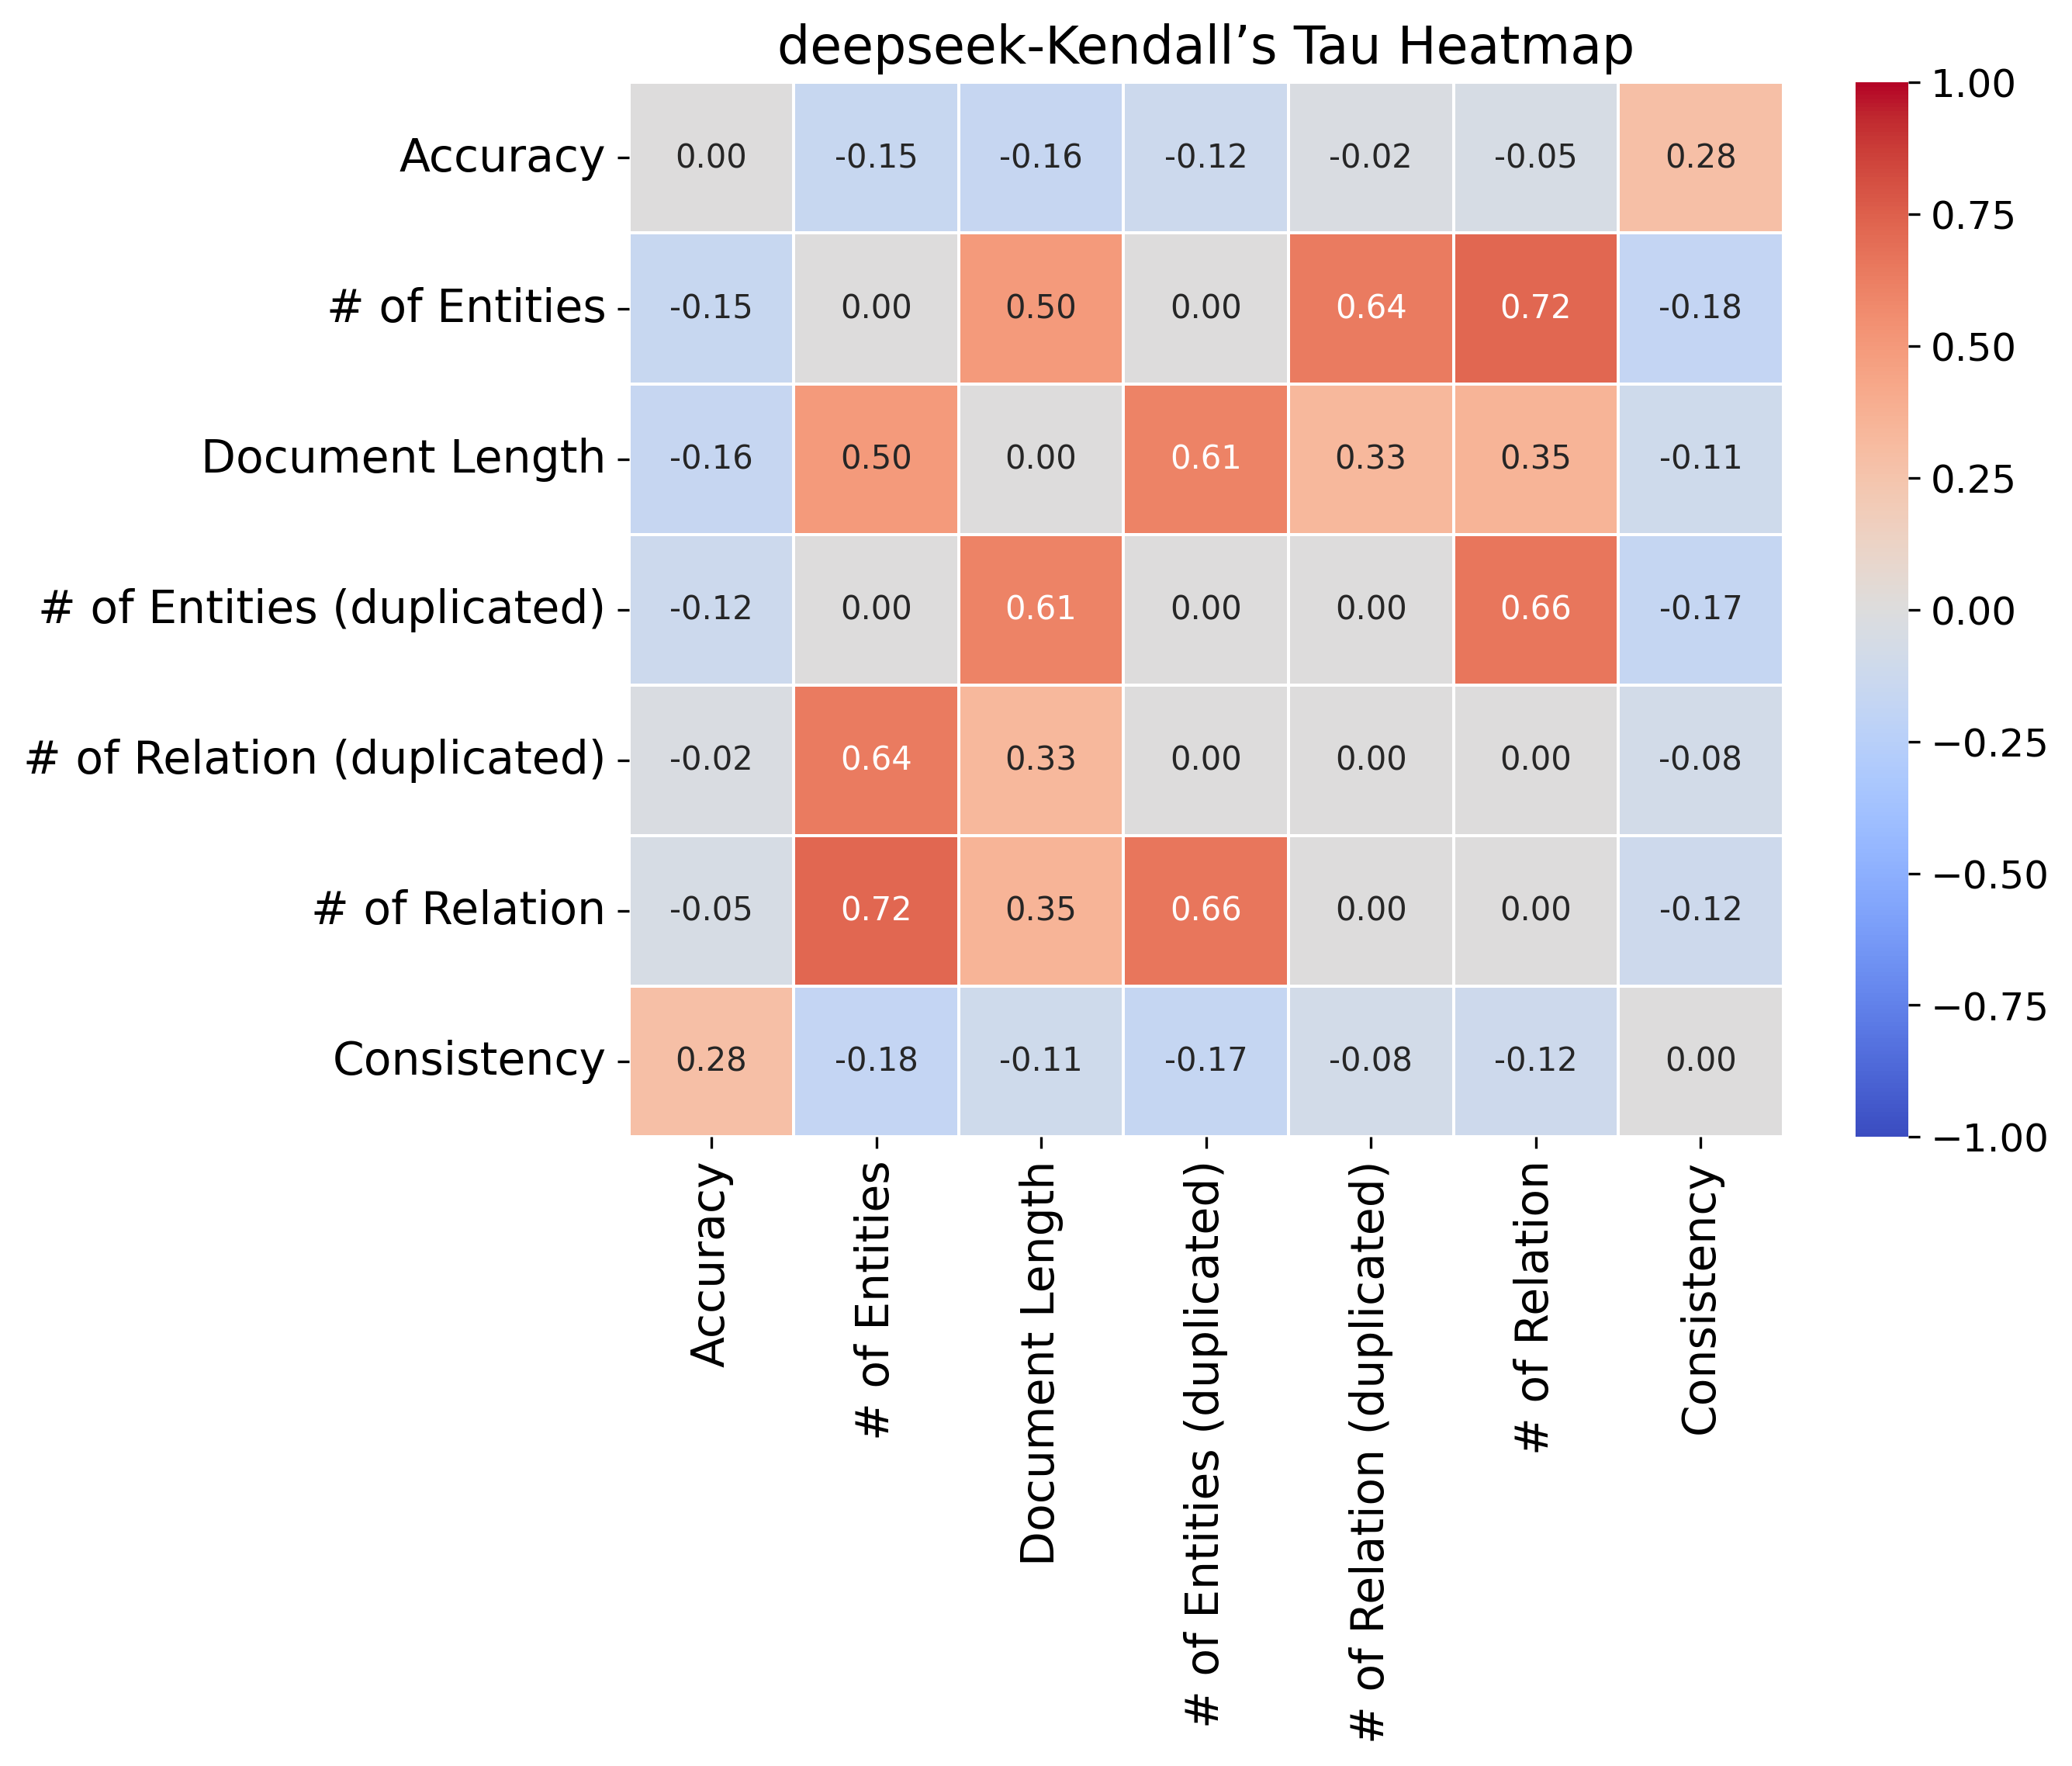 deepseek-Kendall’s Tau Heatmap
Accuracy 0.00 -0.15 -0.16 -0.12 -0.02 -0.05 0.28
# of Entities -0.15 0.00 0.50 0.00 0.64 0.72 -0.18
Document Length -0.16 0.50 0.00 0.61 0.33 0.35 -0.11
# of Entities (duplicated) -0.12 0.00 0.61 0.00 0.00 0.66 -0.17
# of Relation (duplicated) -0.02 0.64 0.33 0.00 0.00 0.00 -0.08
# of Relation -0.05 0.72 0.35 0.66 0.00 0.00 -0.12
Consistency 0.28 -0.18 -0.11 -0.17 -0.08 -0.12 0.00
Accuracy
# of Entities
Document Length
# of Entities (duplicated)
# of Relation (duplicated)
# of Relation
Consistency
1.00
0.75
0.50
0.25
0.00
−0.25
−0.50
−0.75
−1.00